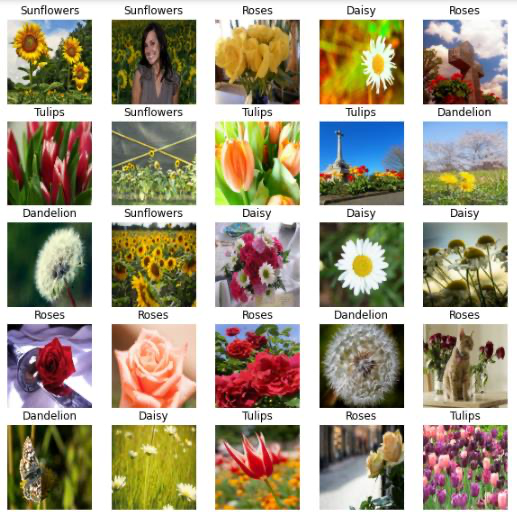 Sunflowers Sunflowers Roses Daisy Roses
Tulips Sunflowers Tulips Tulips Dandelion
Dandelion Sunflowers Daisy Daisy Daisy
Roses Roses Roses Dandelion Roses
Dandelion Daisy Tulips Roses Tulips